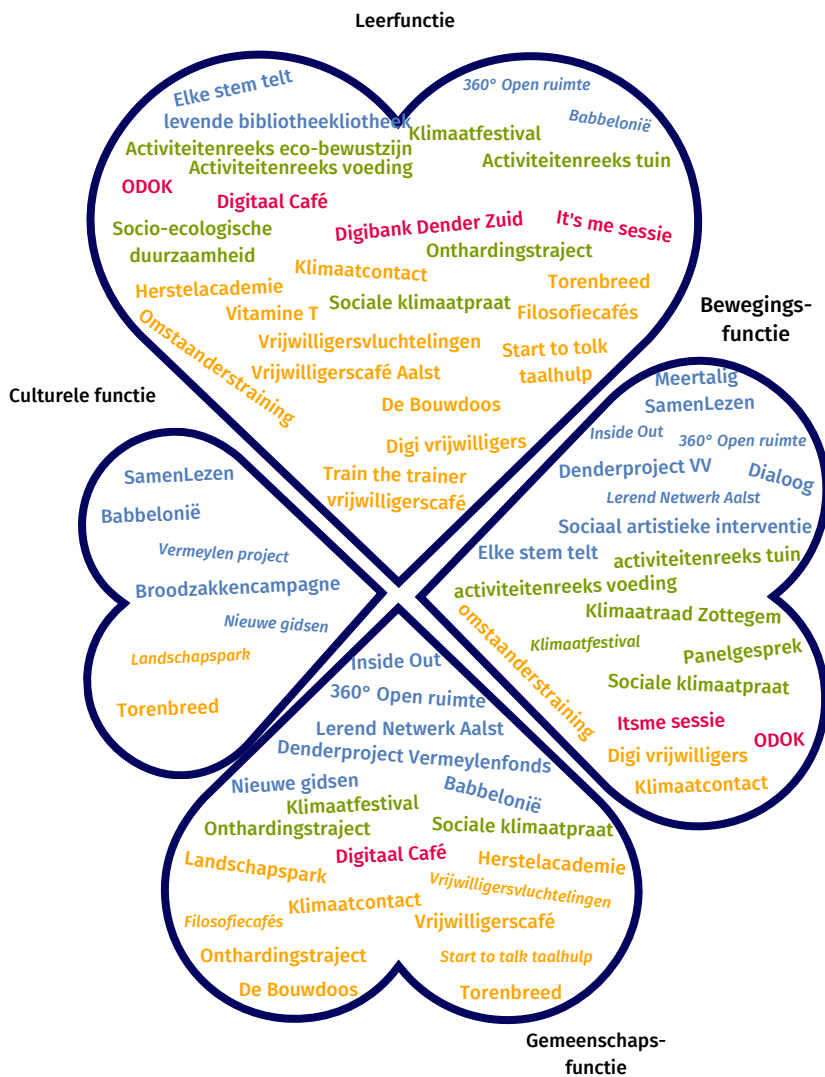 Leerfunctie
Elke stem telt
360° Open ruimte
levende bibliotheekliotheek
Babbelonië
Klimaatfestival
Activiteitenreeks eco-bewustzijn
Activiteitenreeks voeding
Activiteitenreeks tuin
ODOK
Digitaal Café
Digibank Dender Zuid
It's me sessie
Socio-ecologische
duurzaamheid
Onthardingstraject
Klimaatcontact
Herstelacademie
Torenbreed
Sociale klimaatpraat
Vitamine T
Filosofiecafés
Omstaanderstraining
Vrijwilligersvluchtelingen
Start to tolk
taalhulp
Vrijwilligerscafé Aalst
De Bouwdoos
Digi vrijwilligers
Train the trainer
vrijwilligerscafé
Bewegings-
functie
Meertalig
SamenLezen
Inside Out
360° Open ruimte
Denderproject VV
Dialoog
Lerend Netwerk Aalst
Sociaal artistieke interventie
Elke stem telt
activiteitenreeks tuin
activiteitenreeks voeding
Klimaatraad Zottegem
omstaanderstraining
Klimaatfestival
Panelgesprek
Sociale klimaatpraat
Itsme sessie
ODOK
Digi vrijwilligers
Klimaatcontact
Culturele functie
SamenLezen
Babbelonië
Vermeylen project
Broodzakkencampagne
Nieuwe gidsen
Landschapspark
Torenbreed
Inside Out
360° Open ruimte
Lerend Netwerk Aalst
Denderproject Vermeylenfonds
Nieuwe gidsen
Babbelonië
Klimaatfestival
Onthardingstraject
Sociale klimaatpraat
Digitaal Café
Landschapspark
Herstelacademie
Vrijwilligersvluchtelingen
Klimaatcontact
Filosofiecafés
Vrijwilligerscafé
Onthardingstraject
Start to talk taalhulp
De Bouwdoos
Torenbreed
Gemeenschaps-
functie